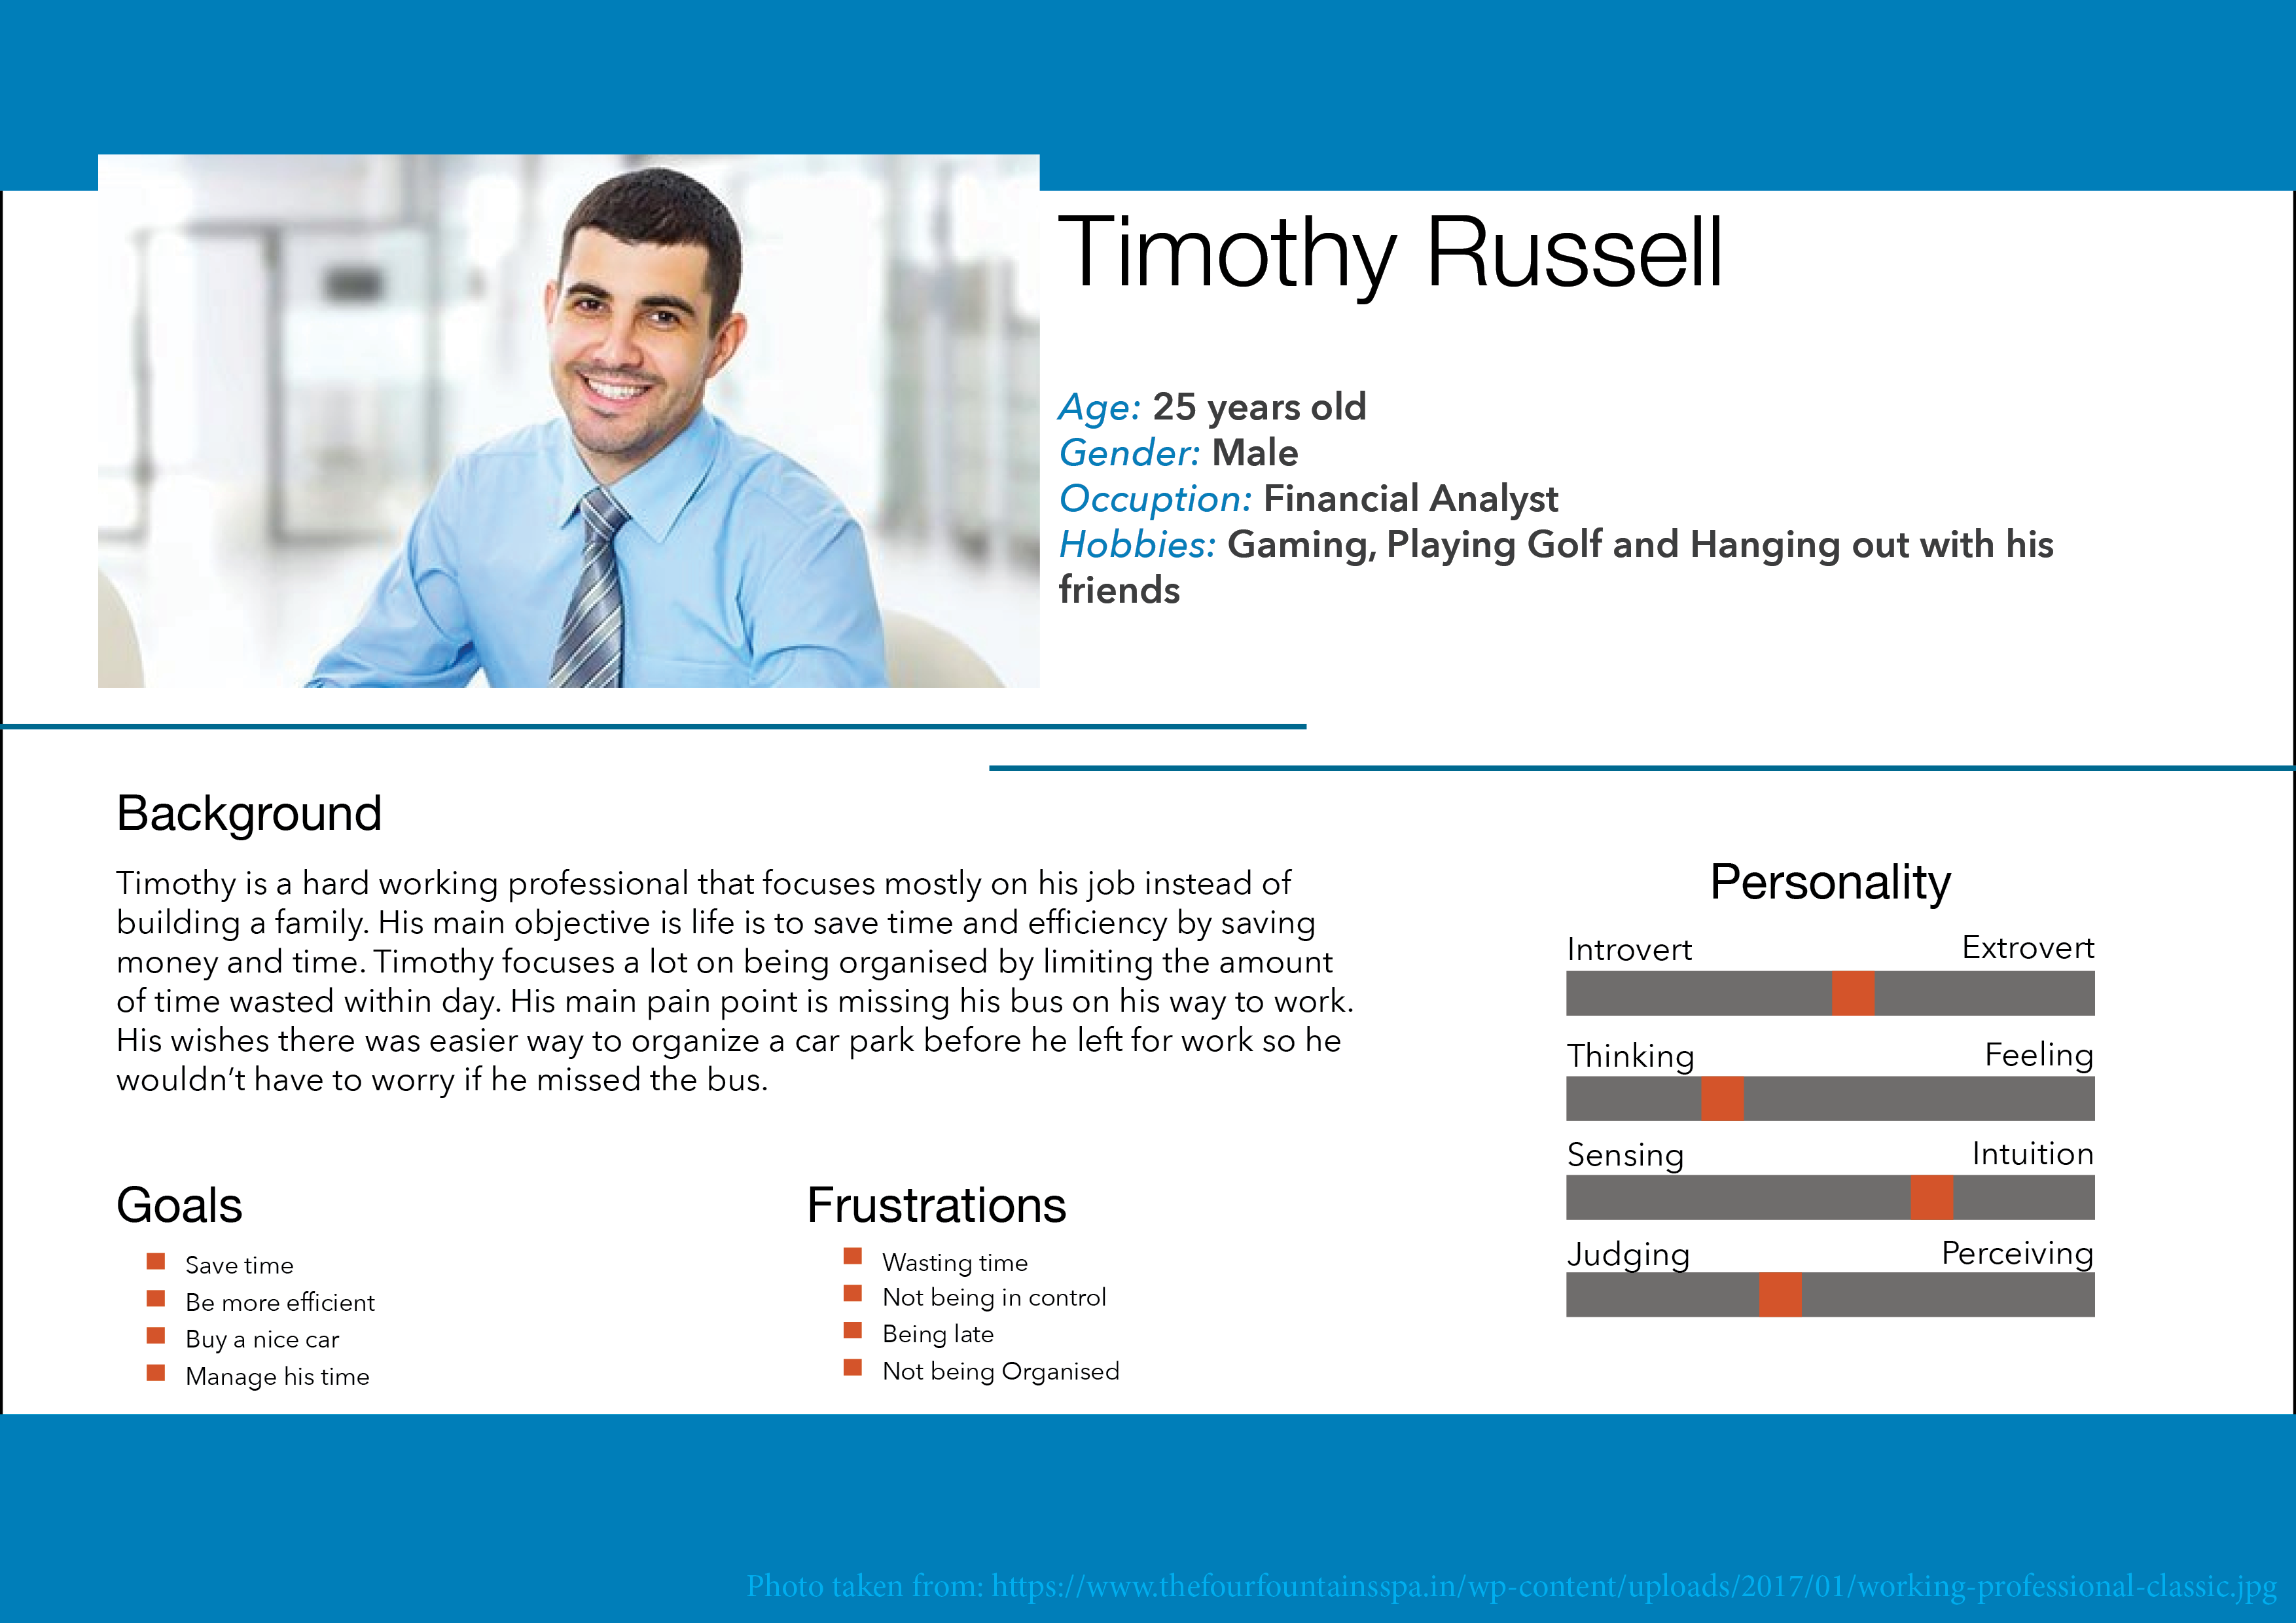 Timothy Russell
Age: 25 years old
Gender: Male
Occuption: Financial Analyst
Hobbies: Gaming, Playing Golf and Hanging out with his
friends
Background
Timothy is a hard working professional that focuses mostly on his job instead of
building a family. His main objective is life is to save time and efficiency by saving
money and time. Timothy focuses a lot on being organised by limiting the amount
of time wasted within day. His main pain point is missing his bus on his way to work.
His wishes there was easier way to organize a car park before he left for work so he
wouldn't have to worry if he missed the bus.
Goals
Save time
Be more efficient
Buy a nice car
Manage his time
Frustrations
Wasting time
Not being in control
Being late
Not being Organised
Personality
Introvert Extrovert
Thinking Feeling
Sensing Intuition
Judging Perceiving
Photo taken from: https://www.thefourfountainsspa.in/wp-content/uploads/2017/01/working-professional-classic.jpg